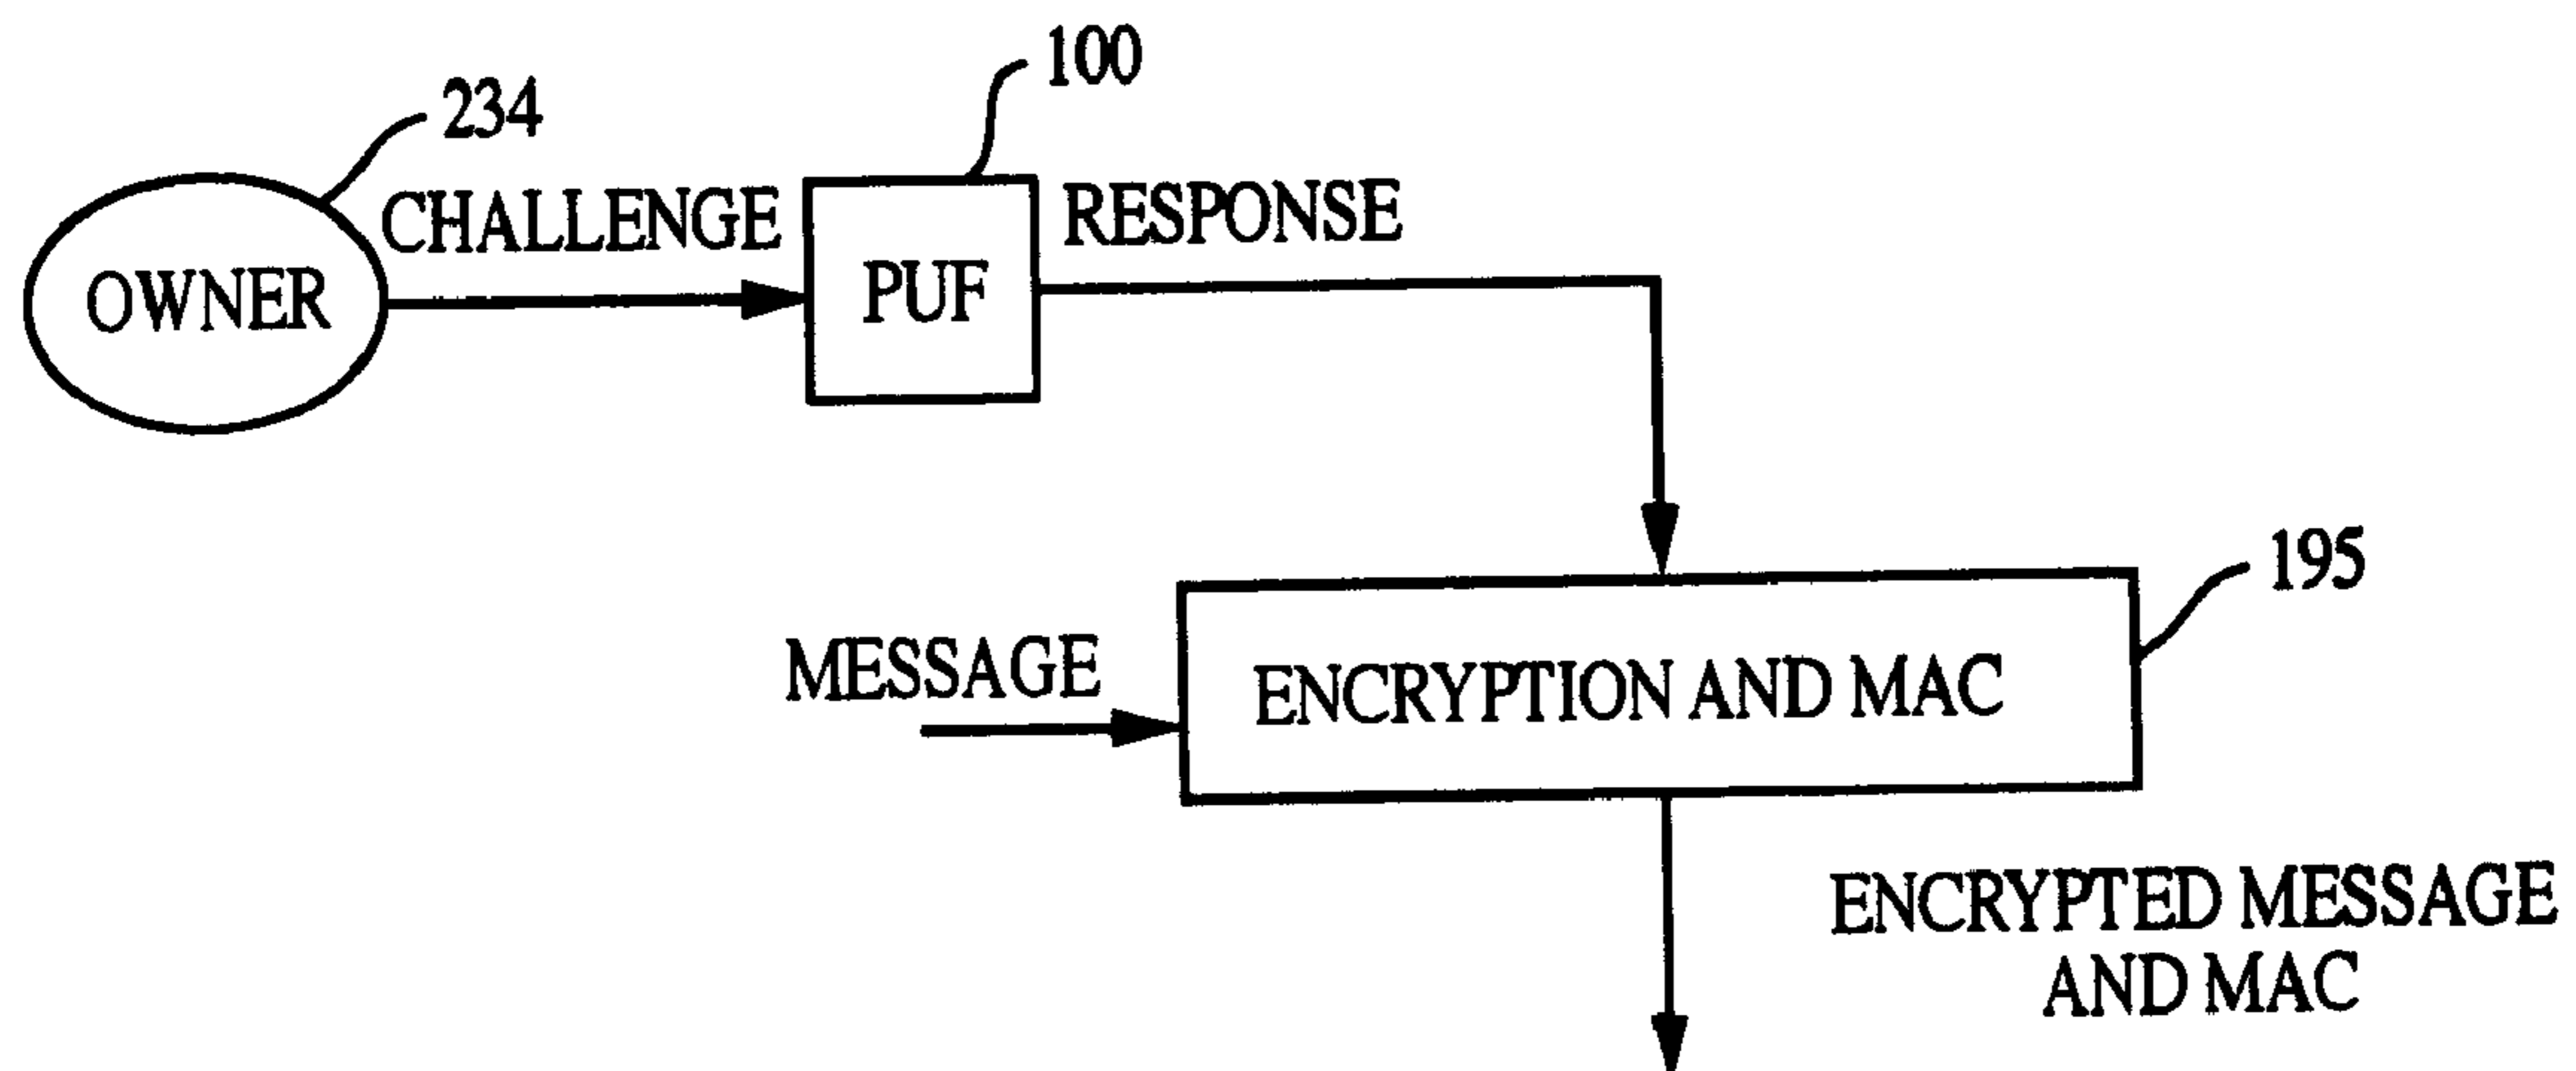 100
234
CHALLENGE
RESPONSE
OWNER
PUF
195
MESSAGE
ENCRYPTION AND MAC
ENCRYPTED MESSAGE
AND MAC